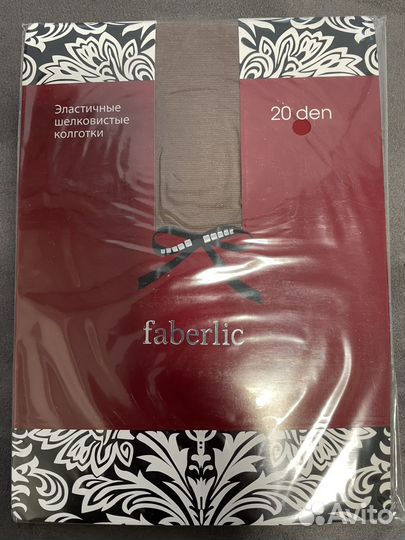 Эластичные
шелковистые
колготки
20 den
faberlic
Avito